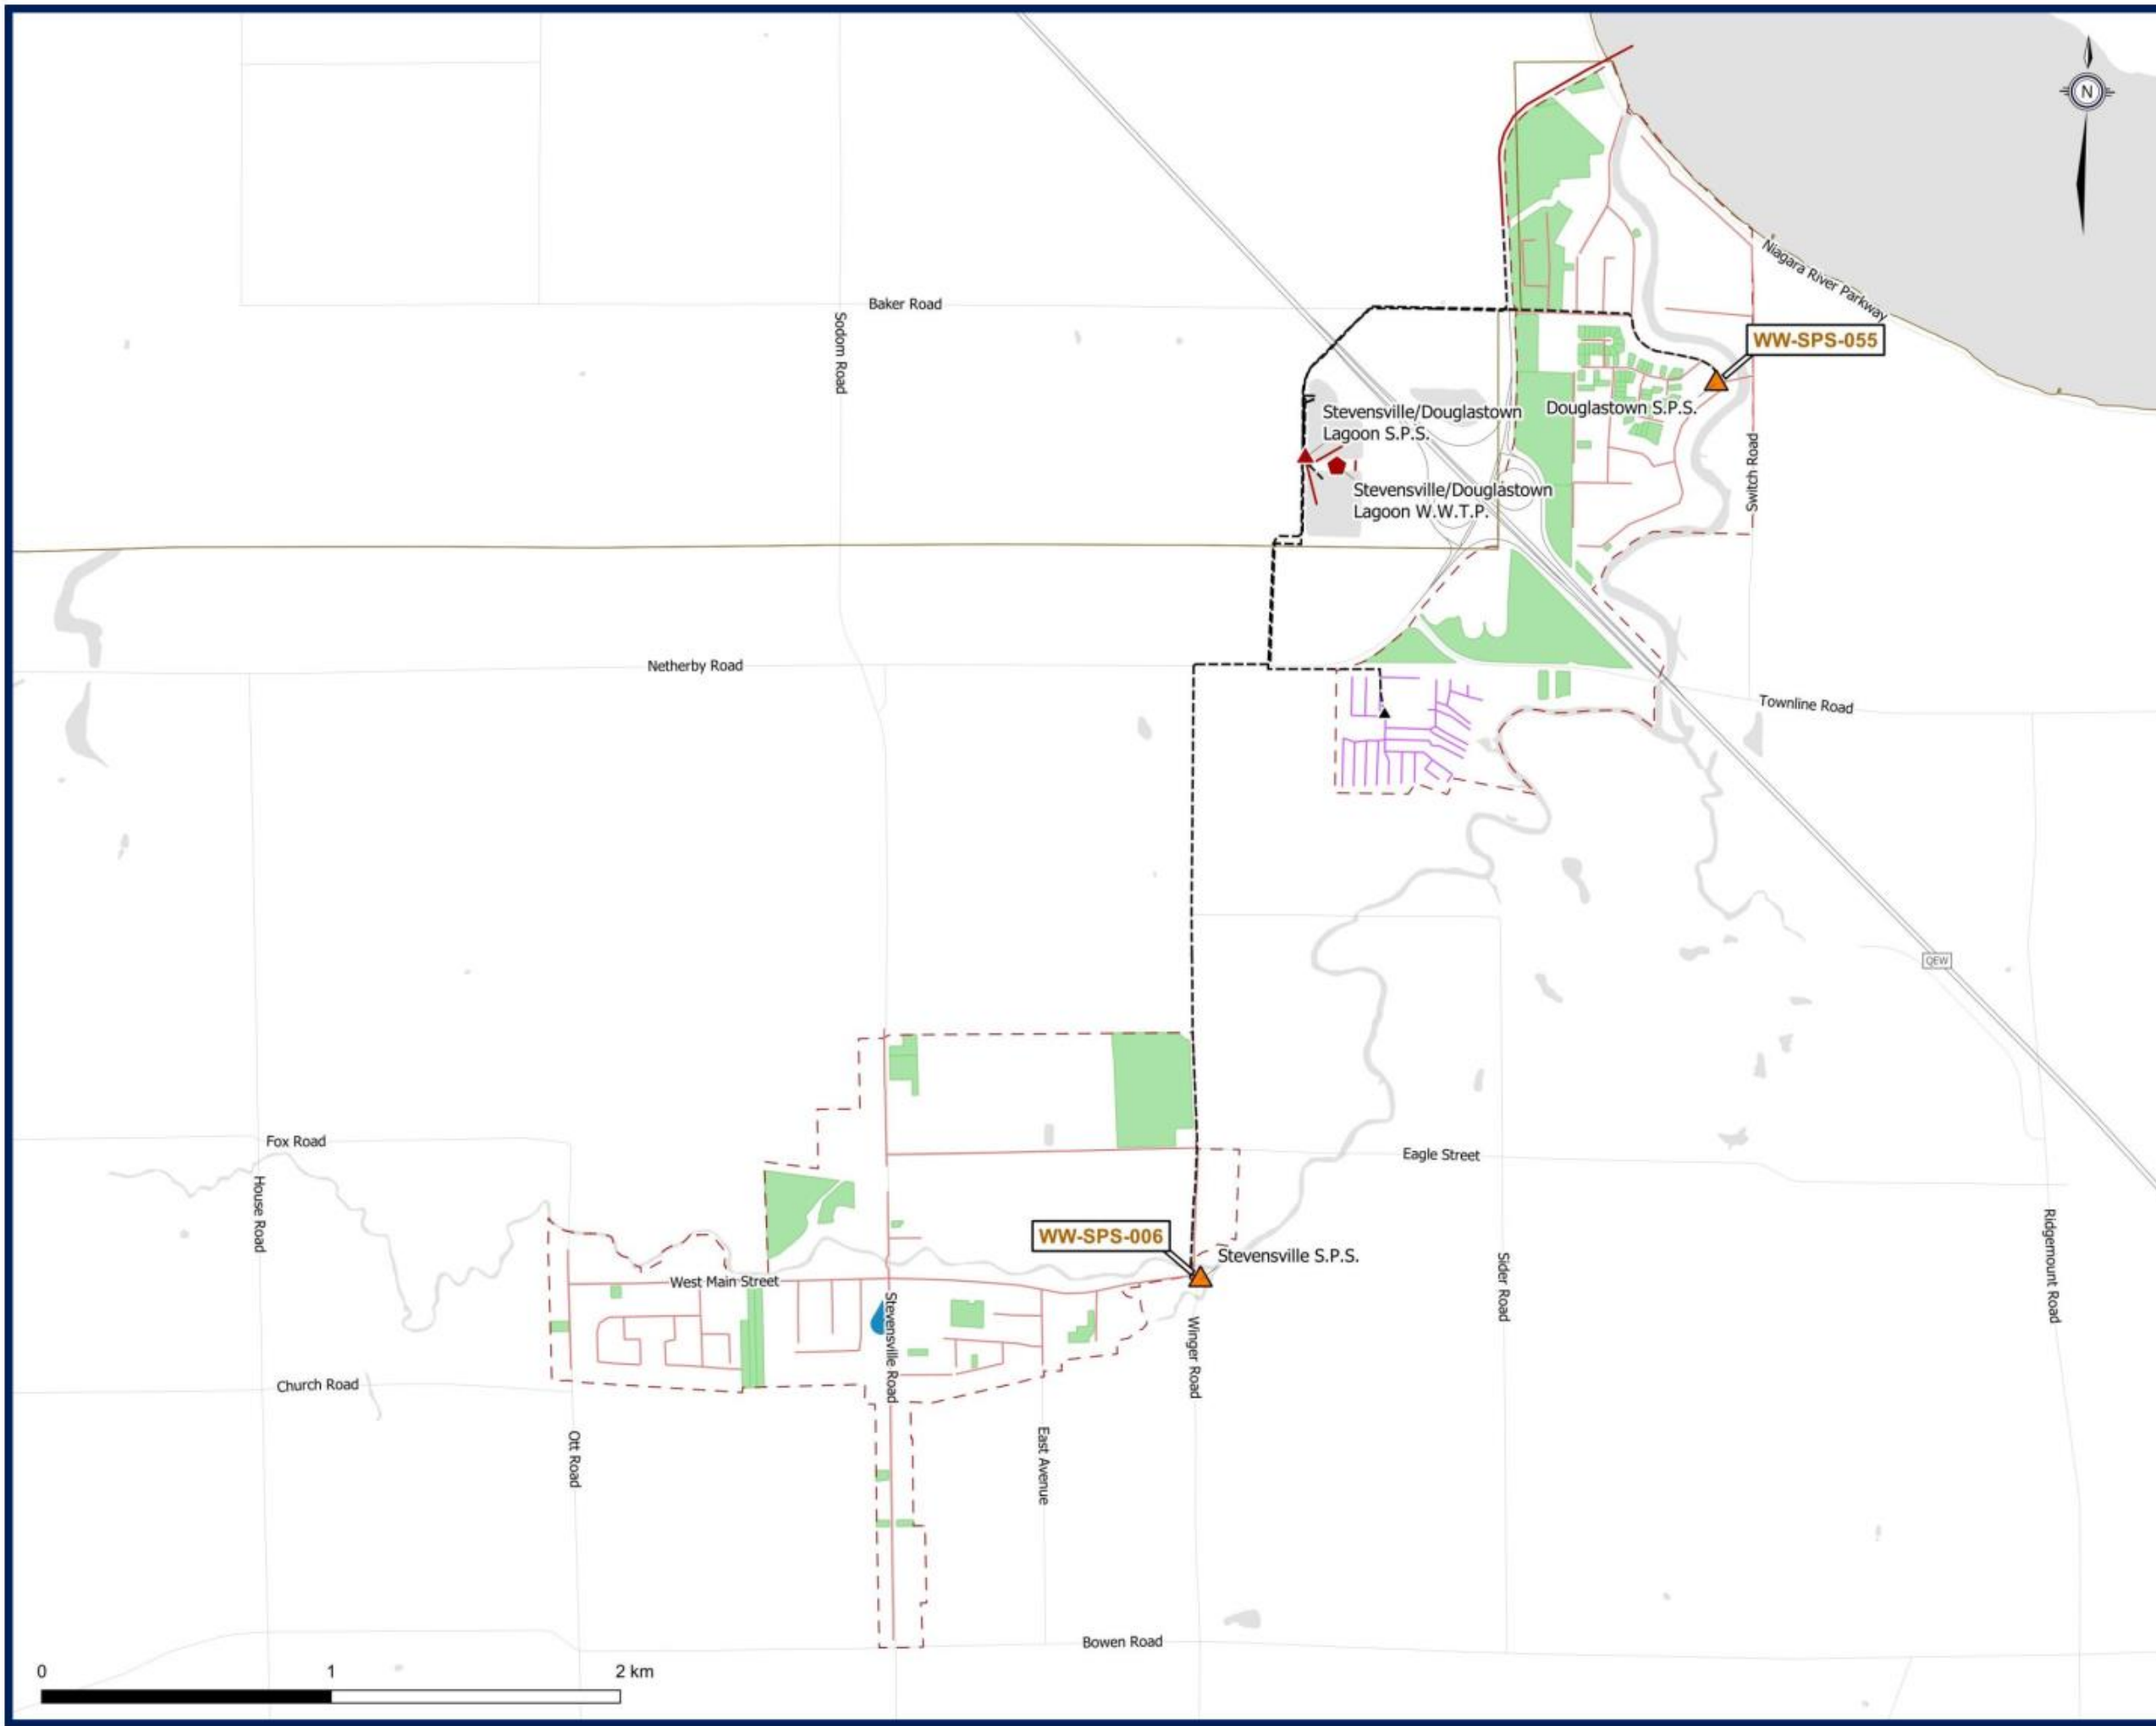 N
Niagara River Parkway
Baker Road
Sodom Road
WW-SPS-055
Stevensville/Douglastown
Lagoon S.P.S.
Douglastown S.P.S.
Switch Road
Stevensville/Douglastown
Lagoon W.W.T.P.
Netherby Road
Townline Road
QEW
Fox Road
Eagle Street
House Road
WW-SPS-006
Stevensville S.P.S.
Ridgemount Road
Sider Road
West Main Street
Stevensville Road
Winger Road
Church Road
Ott Road
East Avenue
Bowen Road
0 1 2 km